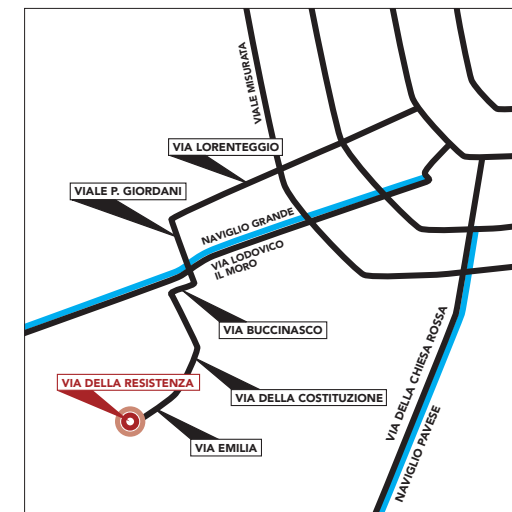 VIALE MISURATA
VIA LORENTEGGIO
VIALE P. GIORDANI
NAVIGLIO GRANDE
VIA LODOVICO
IL MORO
VIA BUCCINASCO
VIA DELLA CHIESA ROSSA
VIA DELLA RESISTENZA
VIA DELLA COSTITUZIONE
NAVIGLIO PAVESE
VIA EMILIA